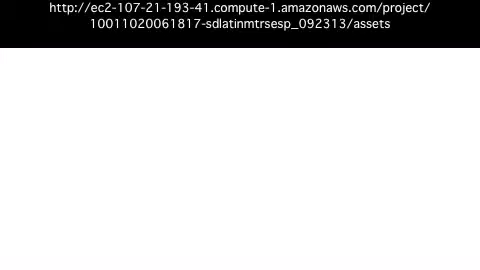 http://ec2-107-21-193-41.compute-1.amazonaws.com/project/
10011020061817-sdlatinmtrsesp_092313/assets